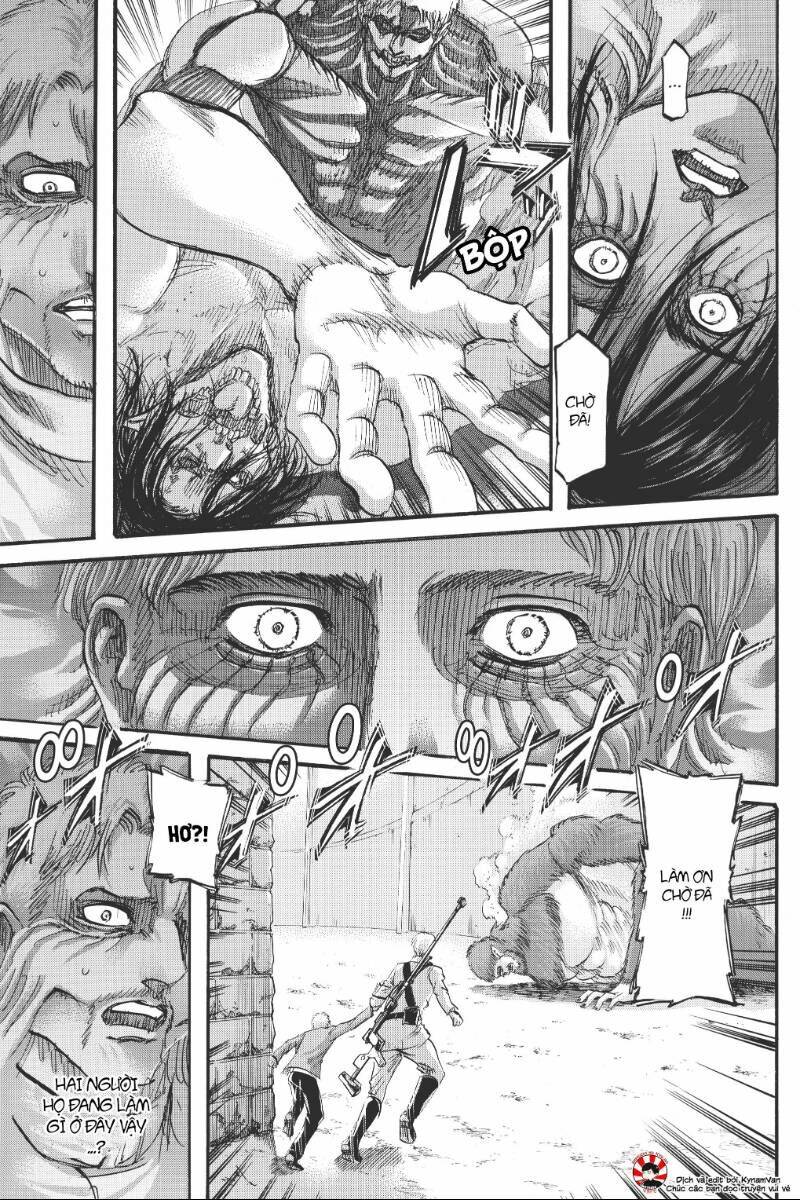 ...
CHỜ
ĐÃ!
BỘP
LÀM ƠN
CHỜ ĐÃ
!!!
HƠ?!
HAI NGƯỜI
HỌ ĐANG LÀM
GÌ Ở ĐÂY VẬY
...?
Dịch và edit bởi KynamVan
Chúc các bạn đọc truyện vui vẻ